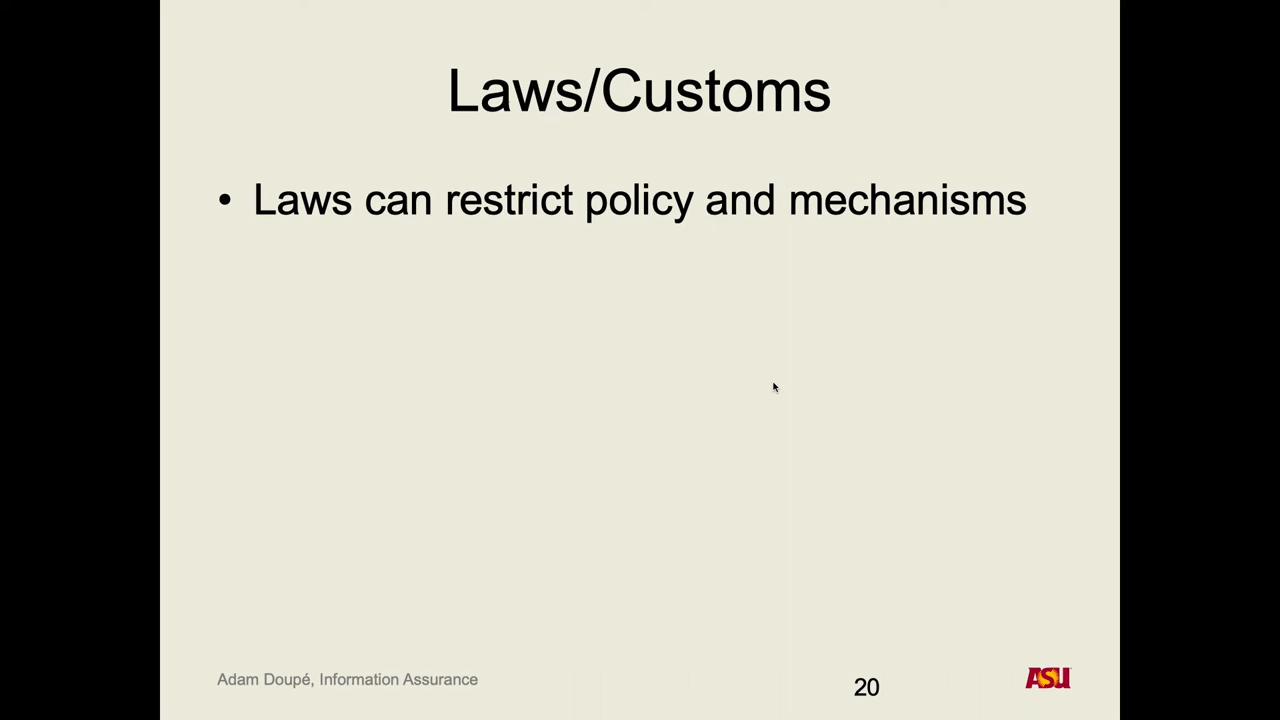 Laws/Customs
• Laws can restrict policy and mechanisms
Adam Doupé, Information Assurance
20
ASU